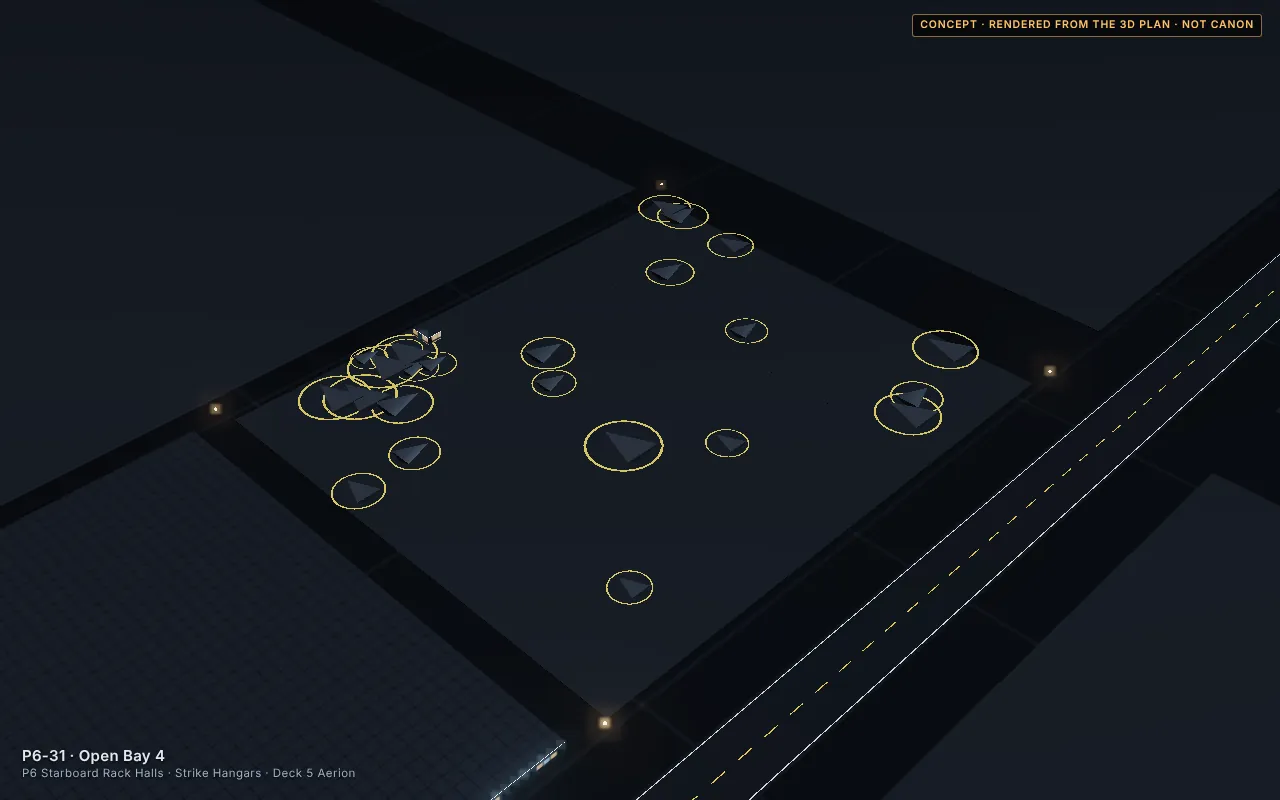 CONCEPT · RENDERED FROM THE 3D PLAN · NOT CANON
P6-31 · Open Bay 4
P6 Starboard Rack Halls · Strike Hangars · Deck 5 Aerion